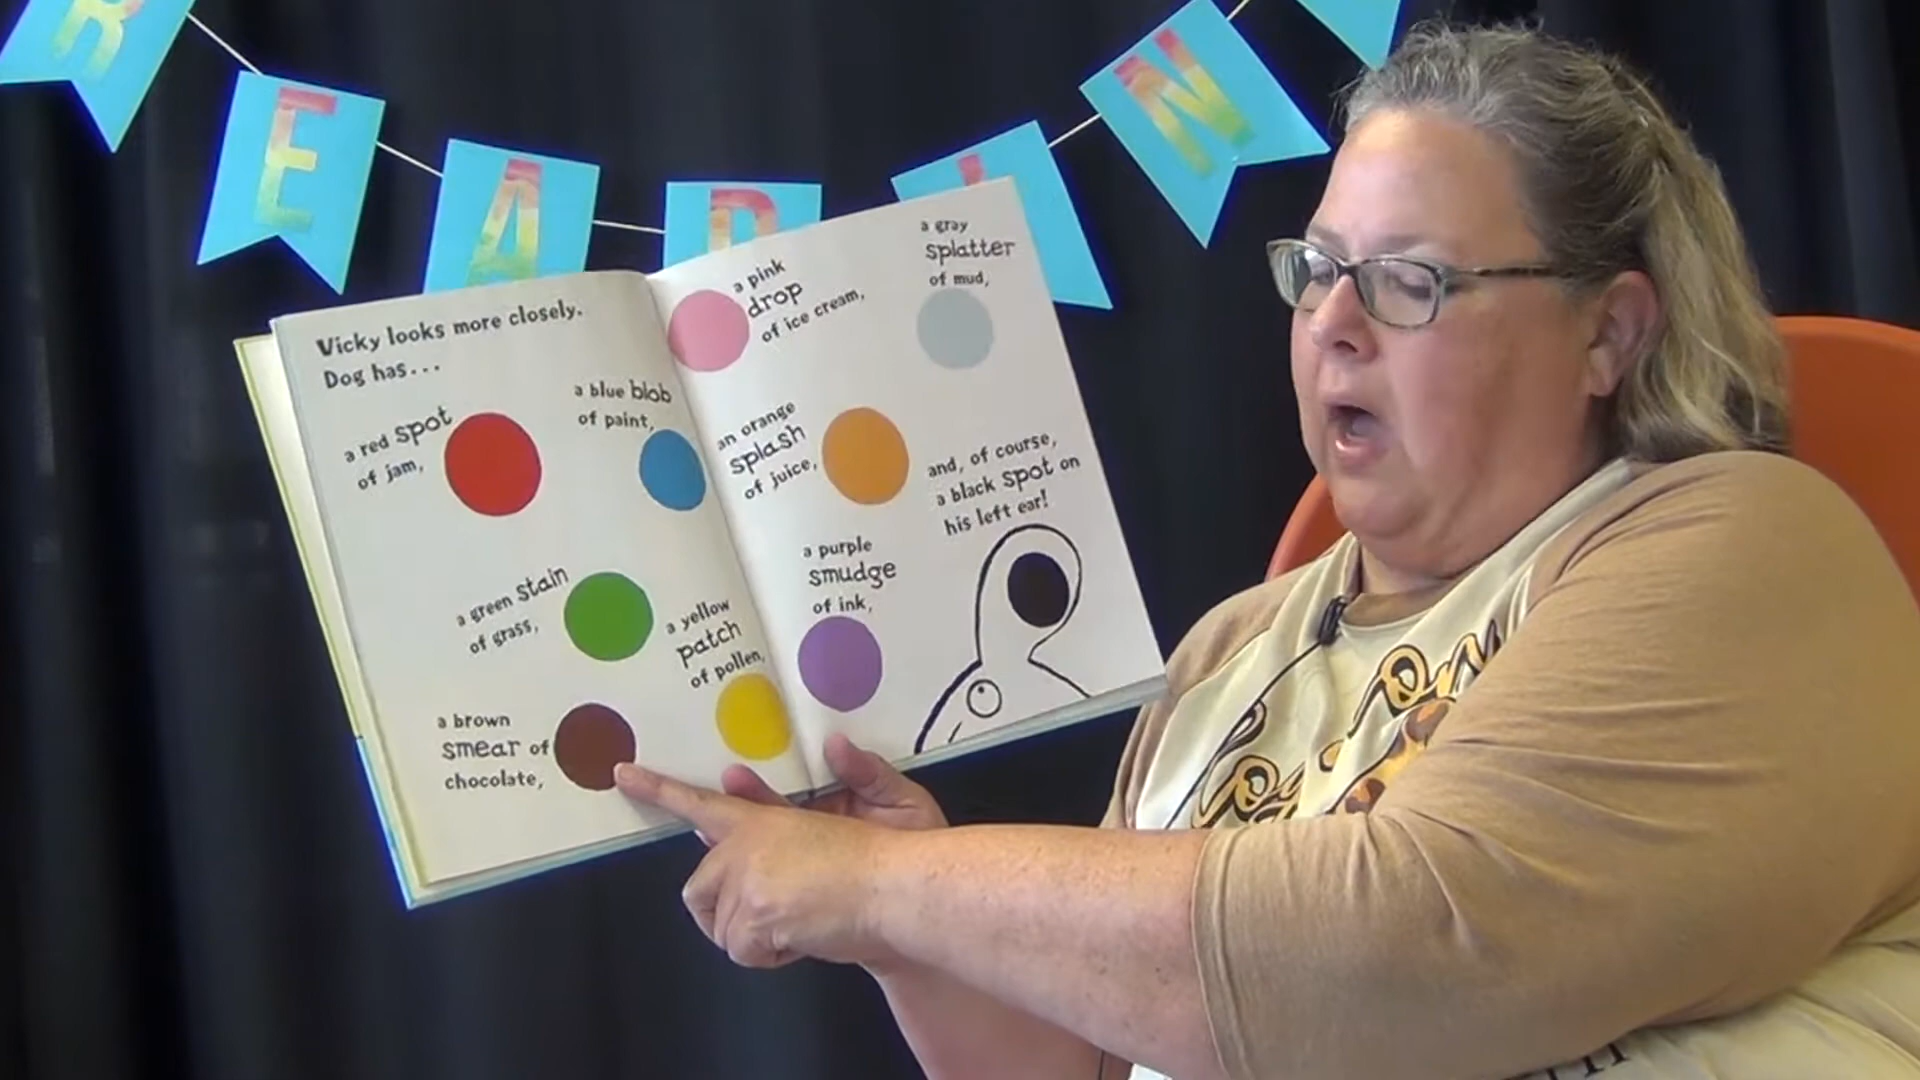 R E A D I N
Vicky looks more closely.
Dog has...
a red spot
of jam,
a blue blob
of paint,
a green stain
of grass,
a yellow
patch
of pollen,
a brown
smear of
chocolate,
a pink
drop
of ice cream,
a gray
splatter
of mud,
an orange
splash
of juice,
a purple
smudge
of ink,
and, of course,
a black spot on
his left ear!